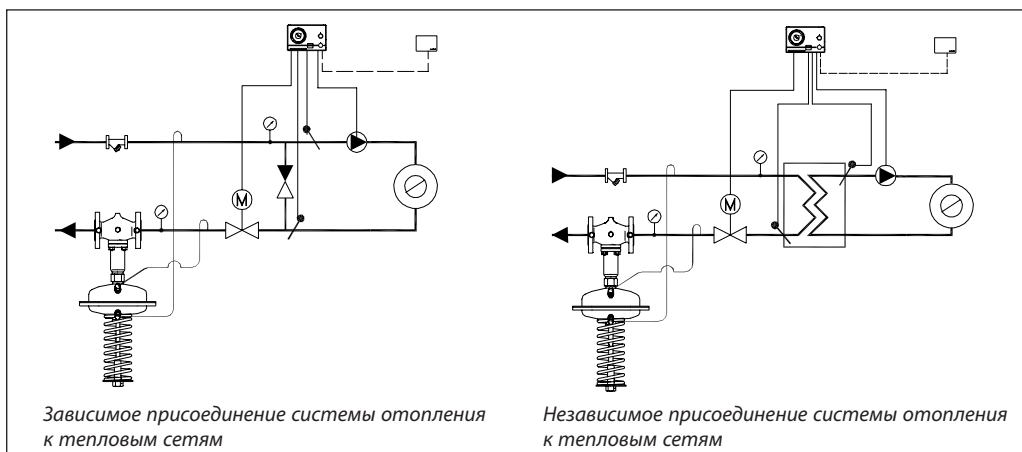 M
M
Зависимое присоединение системы отопления
к тепловым сетям
Независимое присоединение системы отопления
к тепловым сетям